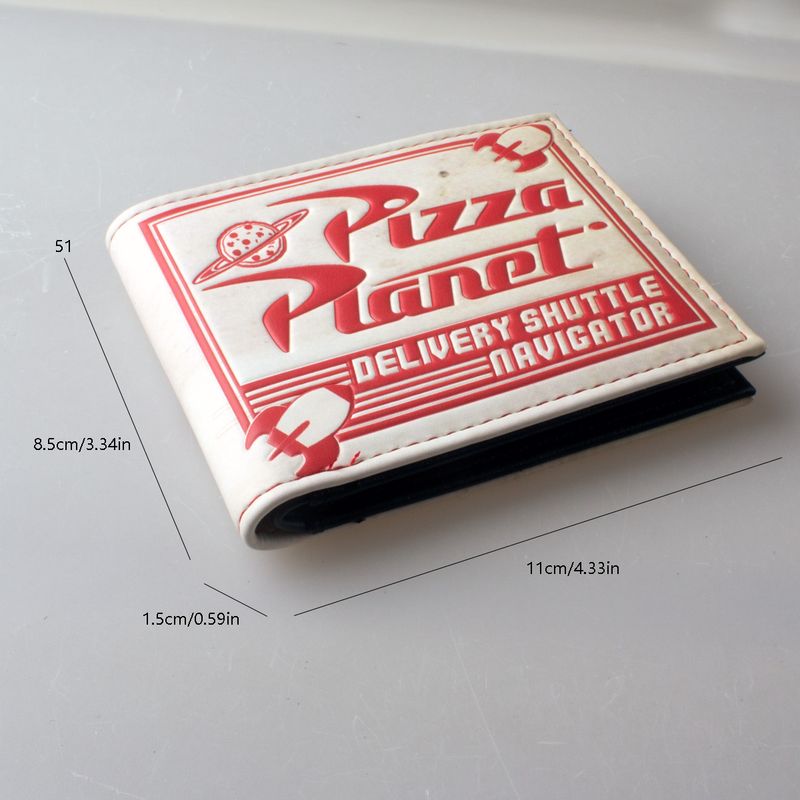 Pizza
Planet
DELIVERY SHUTTLE
NAVIGATOR
51
8.5cm/3.34in
11cm/4.33in
1.5cm/0.59in